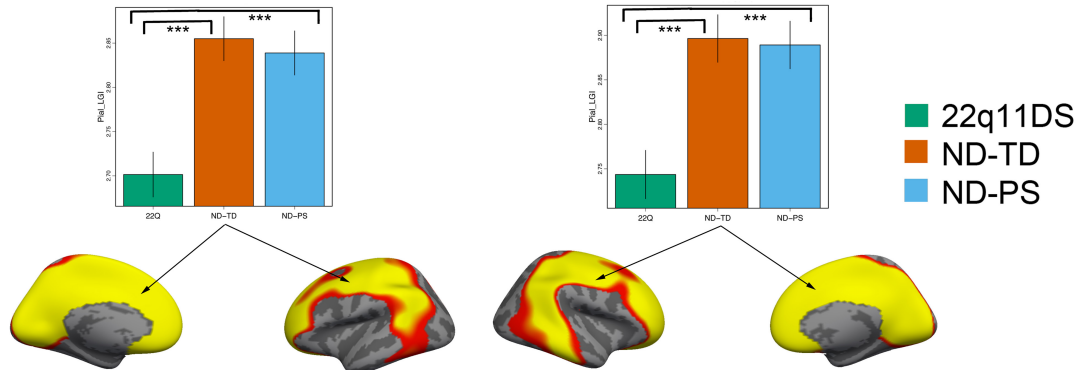 ***
***
2.85
2.80
2.75
2.70
Pial_LGI
22Q
ND-TD
ND-PS
***
***
2.90
2.85
2.80
2.75
Pial_LGI
22Q
ND-TD
ND-PS
22q11DS
ND-TD
ND-PS